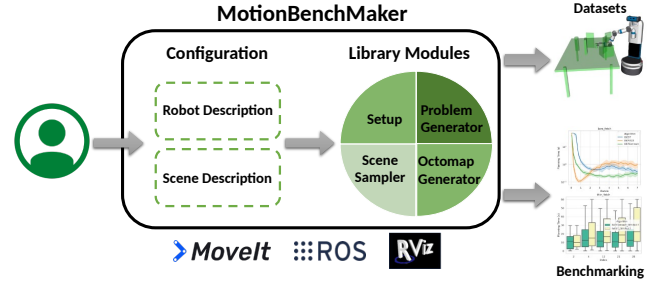 MotionBenchMaker
Datasets
Configuration
Library Modules
Robot Description
Scene Description
Setup
Problem
Generator
Scene
Sampler
Octomap
Generator
MoveIt
ROS
RViz
Benchmarking